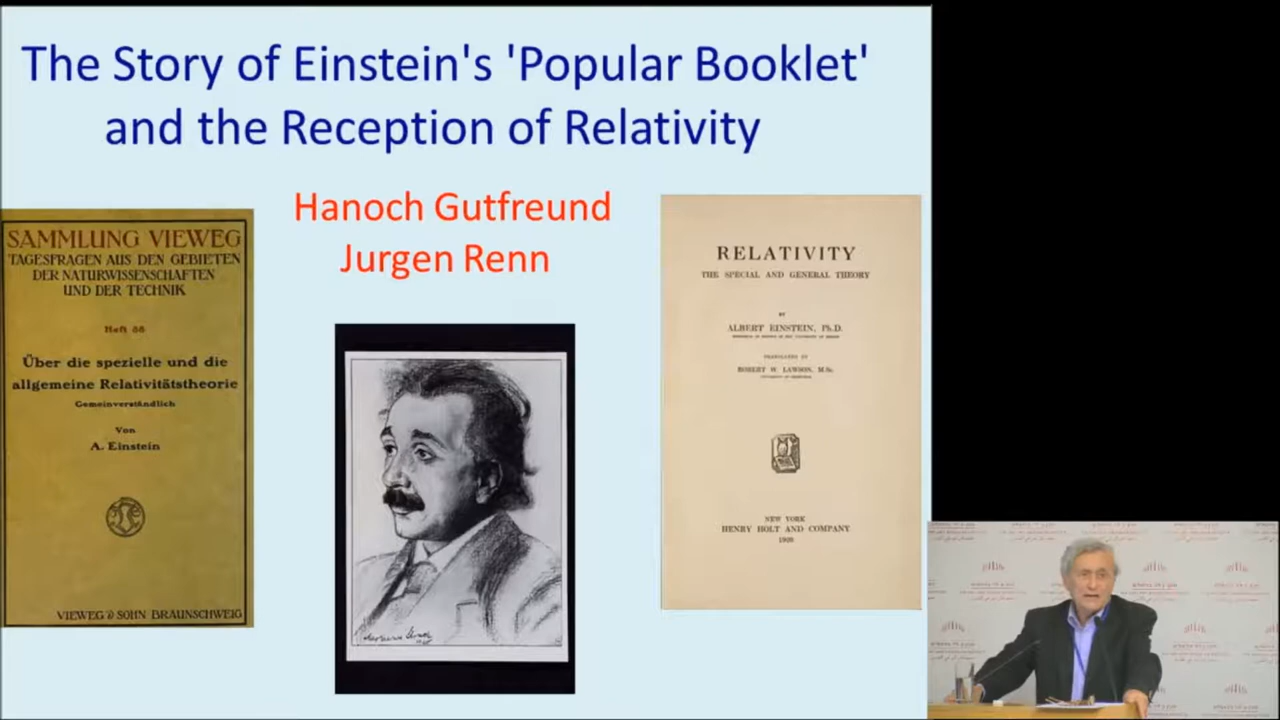 The Story of Einstein's 'Popular Booklet'
and the Reception of Relativity
Hanoch Gutfreund
Jurgen Renn
SAMMLUNG VIEWEG
TAGESFRAGEN AUS DEN GEBIETEN
DER NATURWISSENSCHAFTEN
UND DER TECHNIK
Heft
Über die spezielle und die
allgemeine Relativitätstheorie
Gemeinverständlich
Von
A. Einstein
VIEWEG & SOHN BRAUNSCHWEIG
RELATIVITY
THE SPECIAL AND GENERAL THEORY
BY
ALBERT EINSTEIN, Ph.D.
TRANSLATED BY
ROBERT W. LAWSON, M.Sc.
NEW YORK
HENRY HOLT AND COMPANY
1920